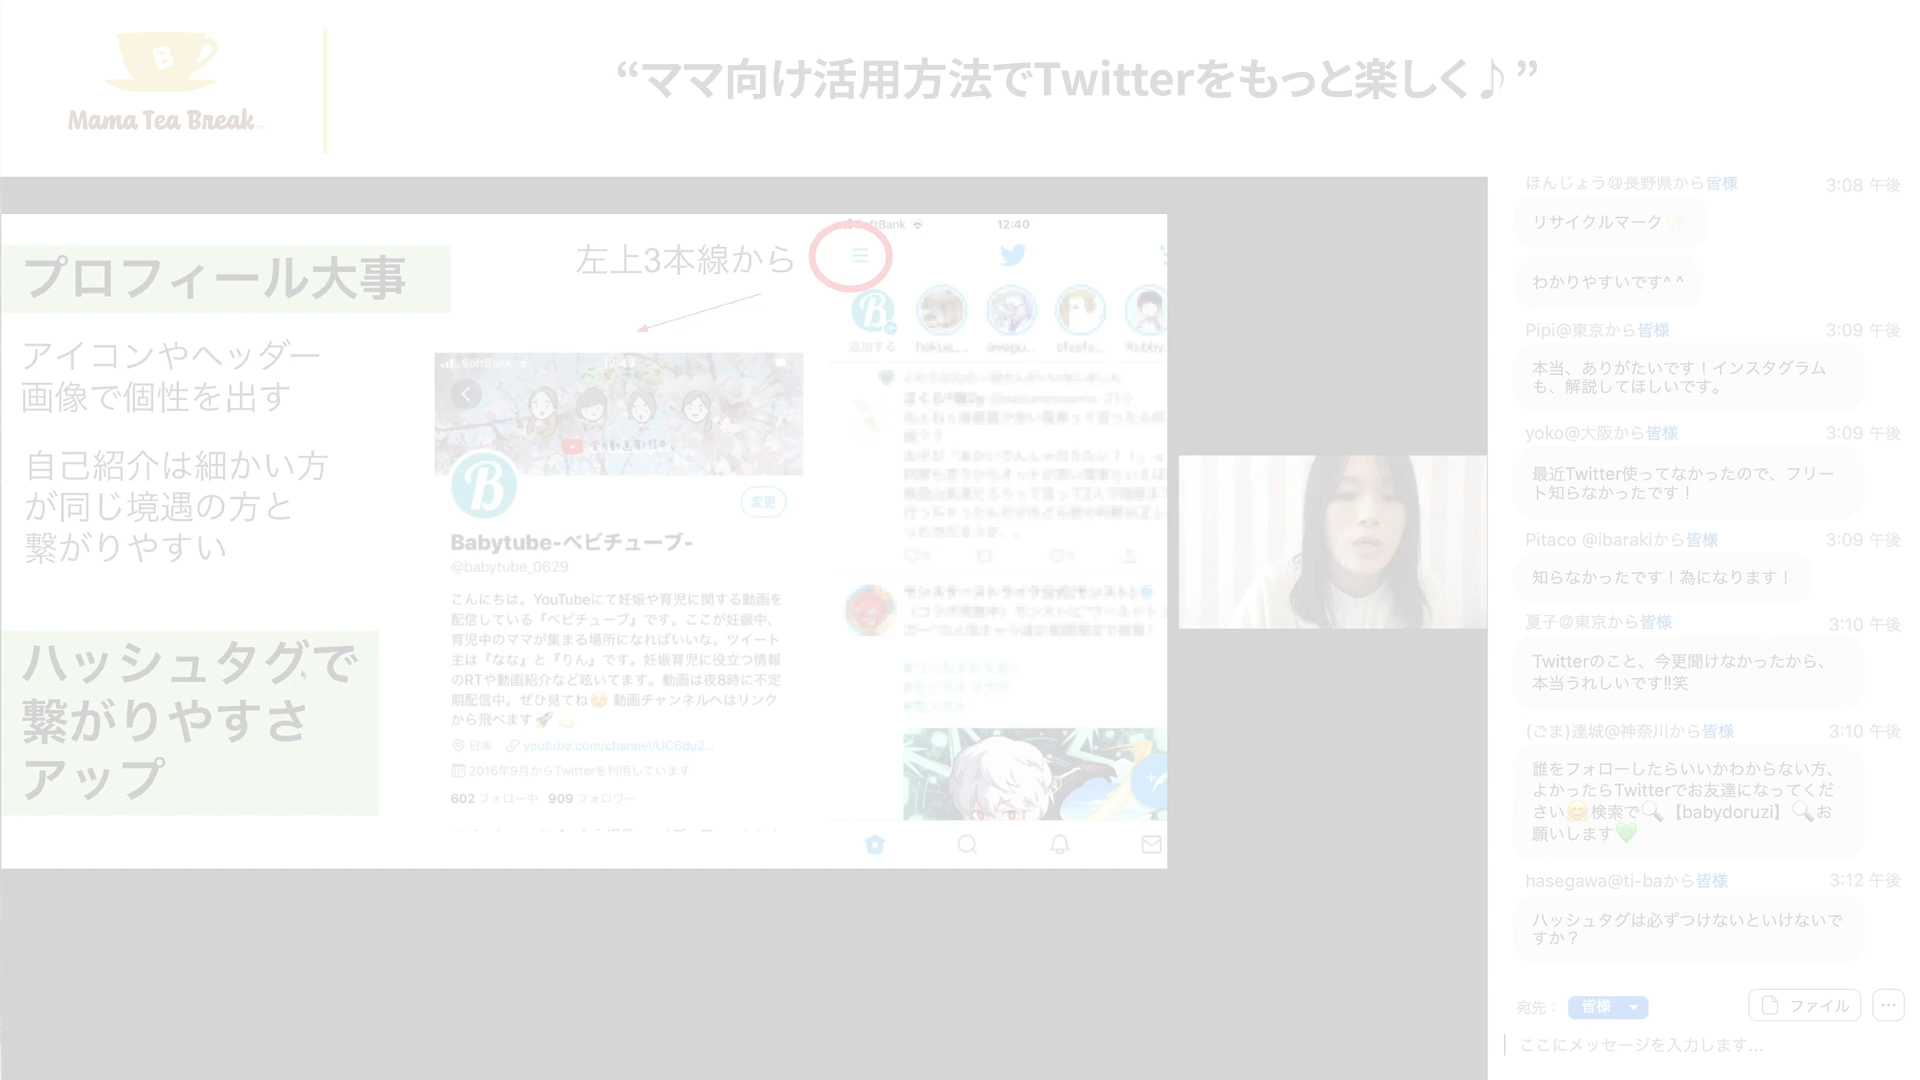 B
Mama Tea Break
“ママ向け活用方法でTwitterをもっと楽しく♪”
プロフィール大事
アイコンやヘッダー
画像で個性を出す
自己紹介は細かい方
が同じ境遇の方と
繋がりやすい
ハッシュタグで
繋がりやすさ
アップ
左上3本線から
SoftBank
12:40
追加する
SoftBank
B
変更
Babytube-ベビチューブ-
@babytube_0629
こんにちは。YouTubeにて妊娠や育児に関する動画を
配信している『ベビチューブ』です。ここが妊娠中、
育児中のママが集まる場所になればいいな。ツイート
主は『なな』と『りん』です。妊娠育児に役立つ情報
のRTや動画紹介など呟いてます。動画は夜8時に不定
期配信中。ぜひ見てね☺️ 動画チャンネルへはリンク
から飛べます🚀💫
日本 youtube.com/channel/UC6du2...
2016年9月からTwitterを利用しています
602 フォロー中 909 フォロワー
ほんじょう@長野県から皆様 3:08 午後
リサイクルマーク✨
わかりやすいです^ ^
Pipi@東京から皆様 3:09 午後
本当、ありがたいです！インスタグラム
も、解説してほしいです。
yoko@大阪から皆様 3:09 午後
最近Twitter使ってなかったので、フリー
ト知らなかったです！
Pitaco @ibarakiから皆様 3:09 午後
知らなかったです！為になります！
夏子@東京から皆様 3:10 午後
Twitterのこと、今更聞けなかったから、
本当うれしいです‼️笑
(ごま)達城@神奈川から皆様 3:10 午後
誰をフォローしたらいいかわからない方、
よかったらTwitterでお友達になってくだ
さい🤗検索で🔍【babydoruzi】🔍お
願いします💚
hasegawa@ti-baから皆様 3:12 午後
ハッシュタグは必ずつけないといけないで
すか？
宛先： 皆様
ファイル
ここにメッセージを入力します...